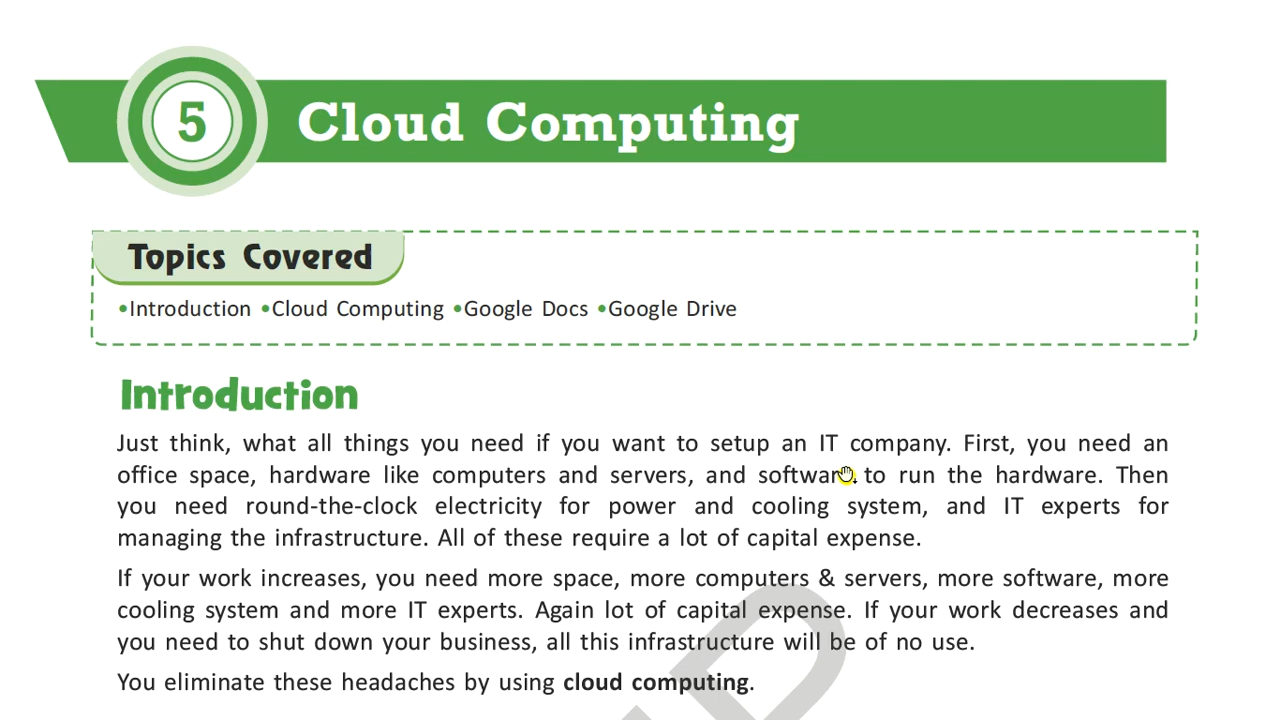 5 Cloud Computing
Topics Covered
•Introduction •Cloud Computing •Google Docs •Google Drive
Introduction
Just think, what all things you need if you want to setup an IT company. First, you need an
office space, hardware like computers and servers, and software to run the hardware. Then
you need round-the-clock electricity for power and cooling system, and IT experts for
managing the infrastructure. All of these require a lot of capital expense.
If your work increases, you need more space, more computers & servers, more software, more
cooling system and more IT experts. Again lot of capital expense. If your work decreases and
you need to shut down your business, all this infrastructure will be of no use.
You eliminate these headaches by using cloud computing.